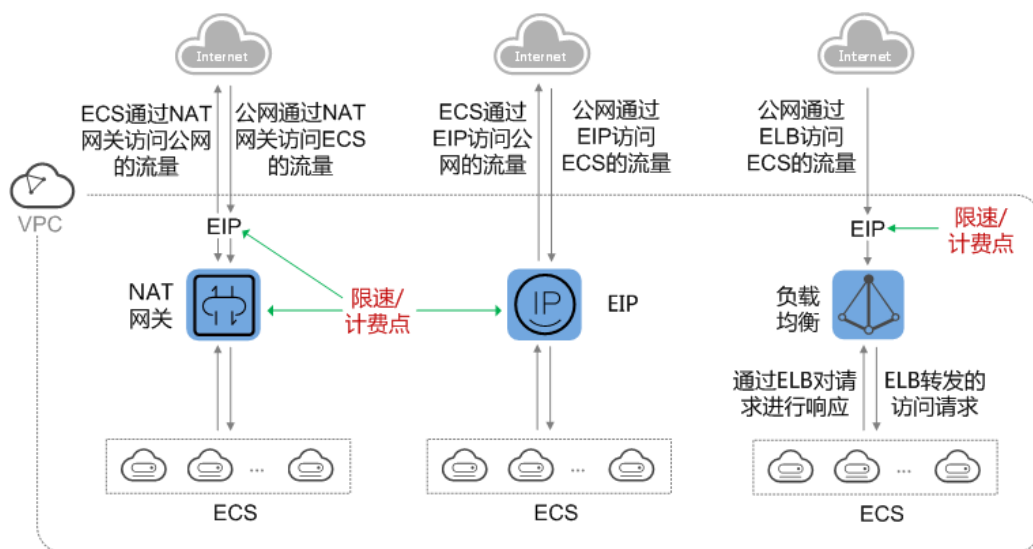 Internet
Internet
Internet
ECS通过NAT
网关访问公网
的流量
公网通过NAT
网关访问ECS
的流量
ECS通过
EIP访问公
网的流量
公网通过
EIP访问
ECS的流量
公网通过
ELB访问
ECS的流量
VPC
EIP
EIP
限速/
计费点
NAT
网关
限速/
计费点
IP
EIP
负载
均衡
通过ELB对请
求进行响应
ELB转发的
访问请求
...
...
...
ECS
ECS
ECS